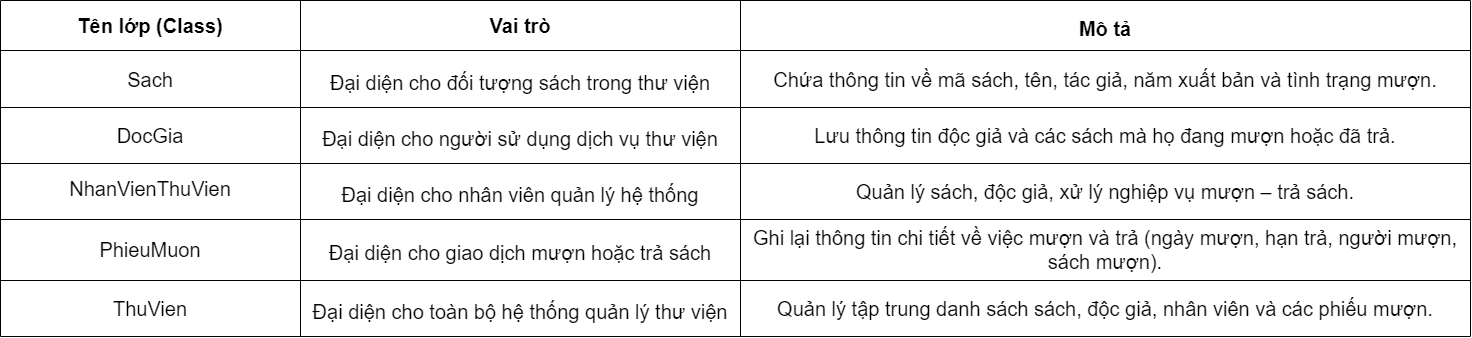 Tên lớp (Class) Vai trò Mô tả
Sach Đại diện cho đối tượng sách trong thư viện Chứa thông tin về mã sách, tên, tác giả, năm xuất bản và tình trạng mượn.
DocGia Đại diện cho người sử dụng dịch vụ thư viện Lưu thông tin độc giả và các sách mà họ đang mượn hoặc đã trả.
NhanVienThuVien Đại diện cho nhân viên quản lý hệ thống Quản lý sách, độc giả, xử lý nghiệp vụ mượn – trả sách.
PhieuMuon Đại diện cho giao dịch mượn hoặc trả sách Ghi lại thông tin chi tiết về việc mượn và trả (ngày mượn, hạn trả, người mượn,
sách mượn).
ThuVien Đại diện cho toàn bộ hệ thống quản lý thư viện Quản lý tập trung danh sách sách, độc giả, nhân viên và các phiếu mượn.